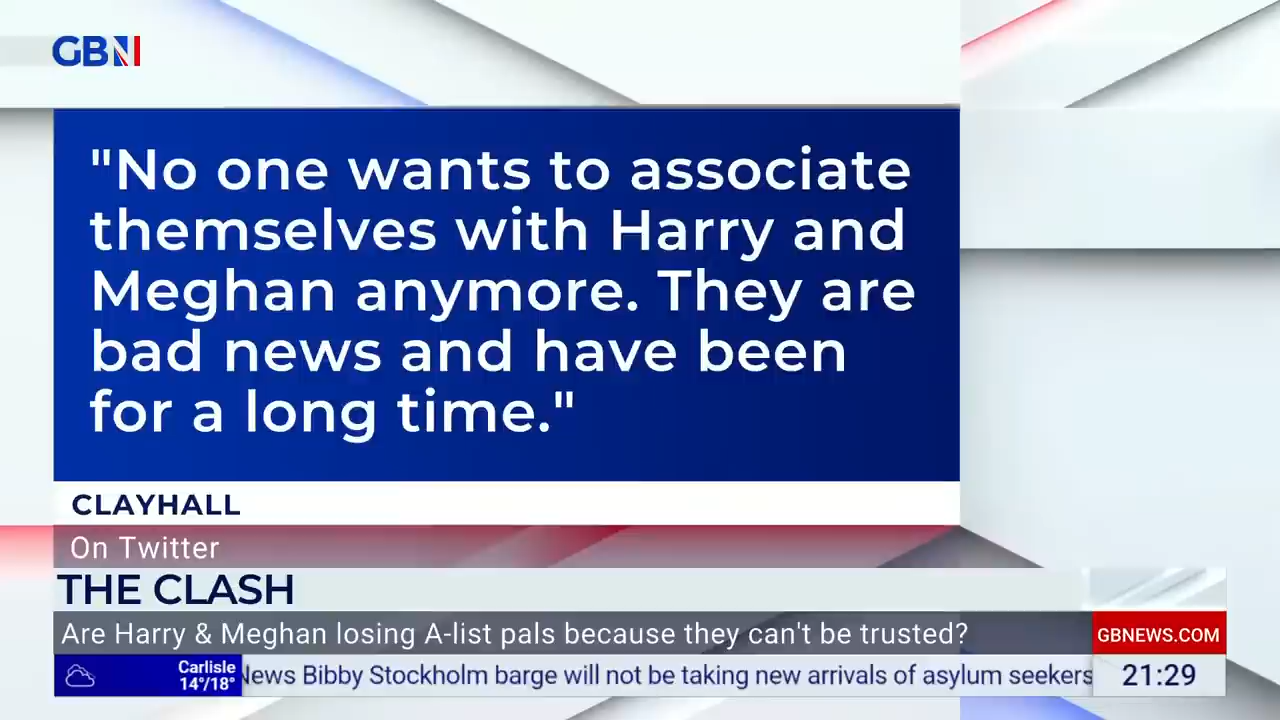 GBN
"No one wants to associate
themselves with Harry and
Meghan anymore. They are
bad news and have been
for a long time."
CLAYHALL
On Twitter
THE CLASH
Are Harry & Meghan losing A-list pals because they can't be trusted?
GBNEWS.COM
Carlisle
14°/18°
News Bibby Stockholm barge will not be taking new arrivals of asylum seekers
21:29